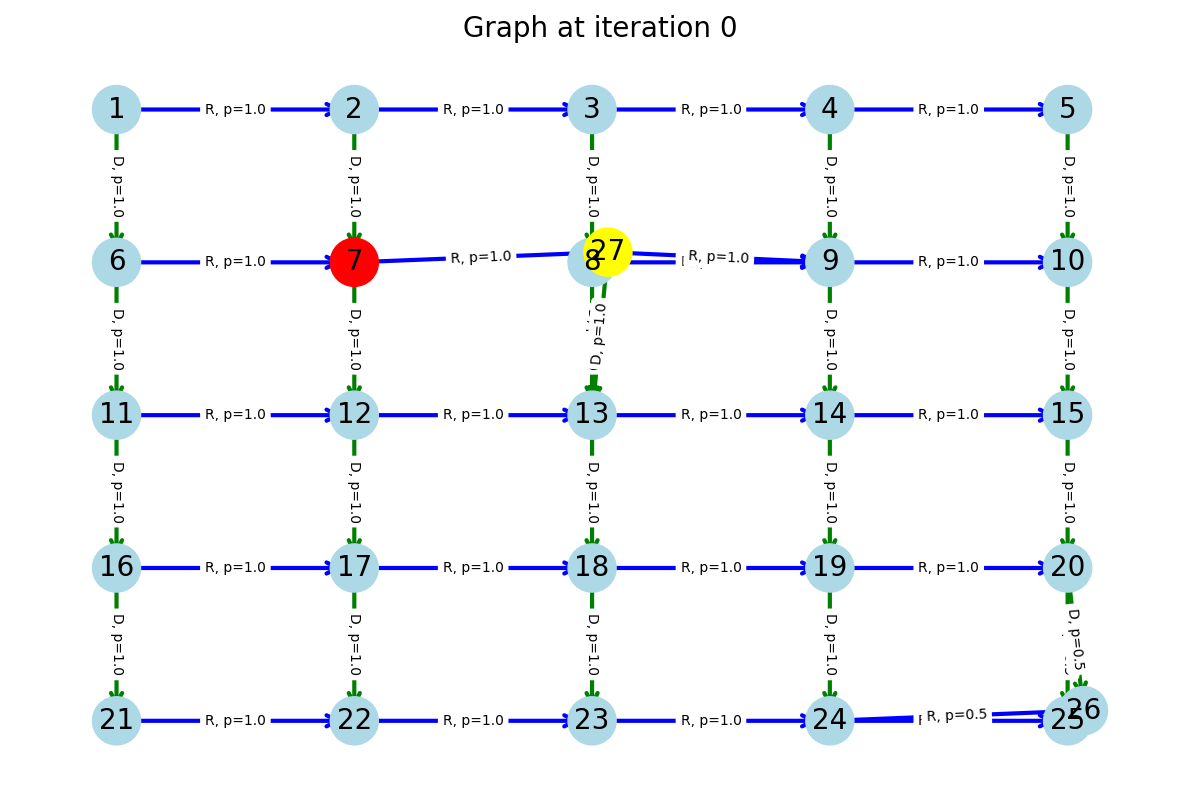 Graph at iteration 0
1 R, p=1.0 2 R, p=1.0 3 R, p=1.0 4 R, p=1.0 5
D, p=1.0 D, p=1.0 D, p=1.0 D, p=1.0 D, p=1.0
6 7 R, p=1.0 8 27 R, p=1.0 9 R, p=1.0 10
R, p=1.0
D, p=1.0 D, p=1.0 D, p=1.0 D, p=1.0 D, p=1.0
11 R, p=1.0 12 R, p=1.0 13 R, p=1.0 14 R, p=1.0 15
D, p=1.0 D, p=1.0 D, p=1.0 D, p=1.0 D, p=1.0
16 R, p=1.0 17 R, p=1.0 18 R, p=1.0 19 R, p=1.0 20
D, p=1.0 D, p=1.0 D, p=1.0 D, p=1.0 D, p=0.5
21 R, p=1.0 22 R, p=1.0 23 R, p=1.0 24 R, p=0.5 25 26